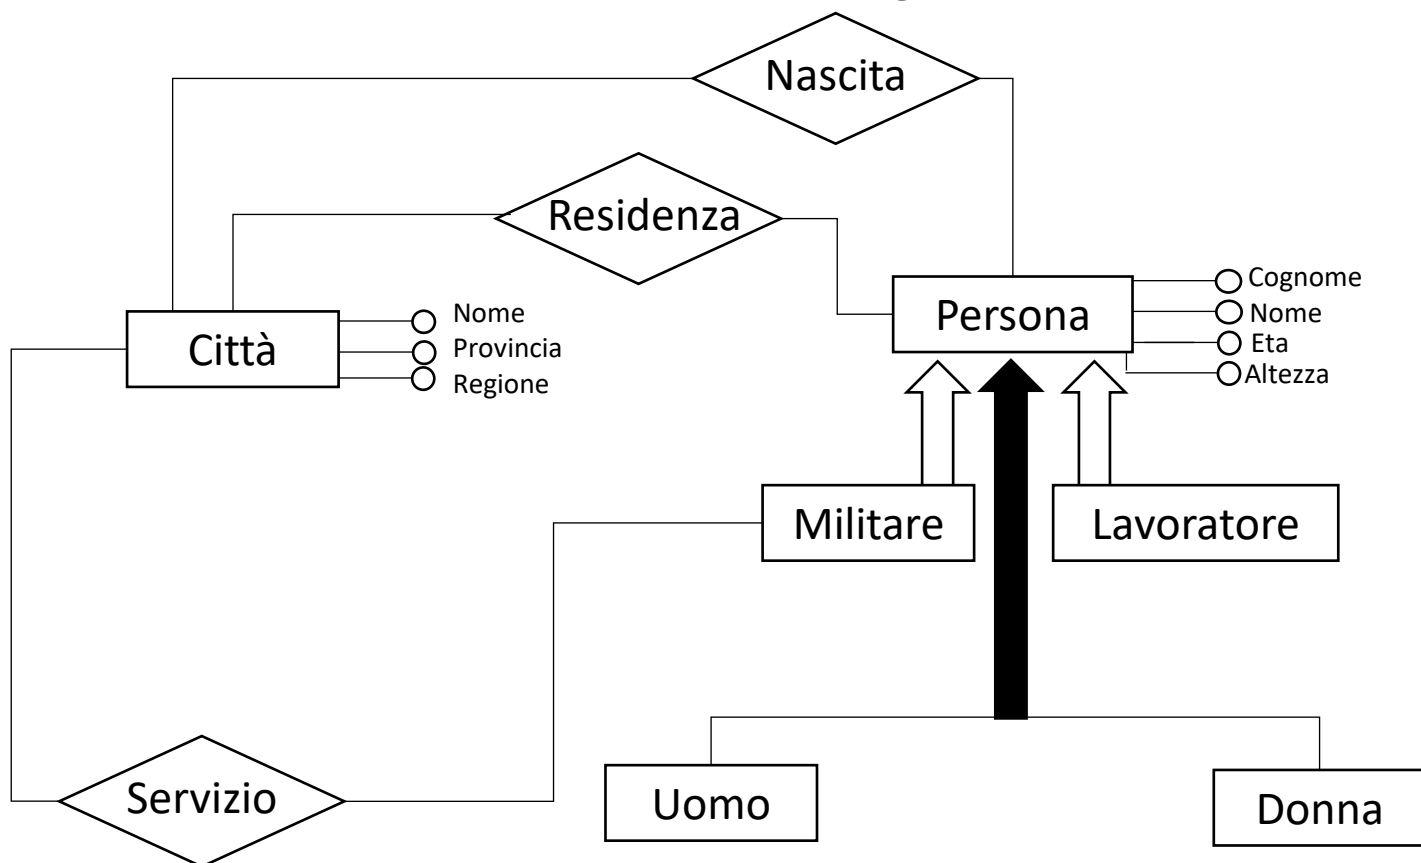 Nascita
Residenza
Cognome
Nome
Eta
Altezza
Persona
Nome
Provincia
Regione
Città
Militare
Lavoratore
Servizio
Uomo
Donna